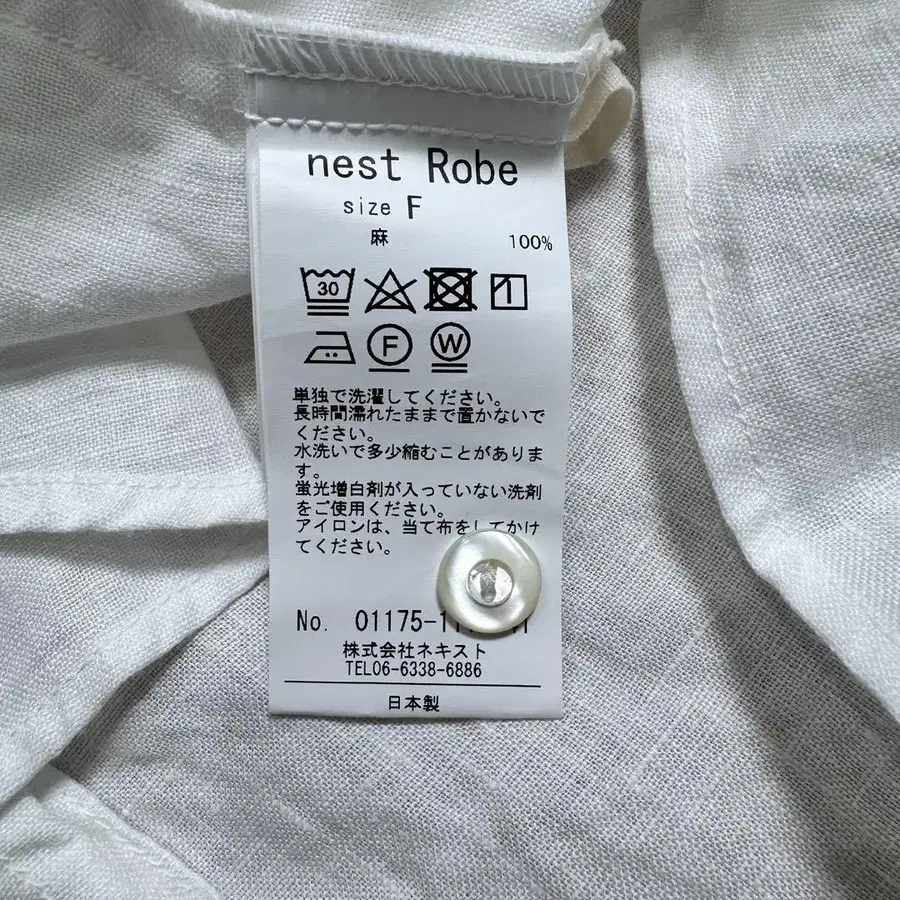 nest Robe
size F
麻 100%
30
F W
単独で洗濯してください。
長時間濡れたままで置かないで
ください。
水洗いで多少縮むことがありま
す。
蛍光増白剤が入っていない洗剤
をご使用ください。
アイロンは、当て布をしてかけ
てください。
No. 01175-1
株式会社ネキスト
TEL06-6338-6886
日本製